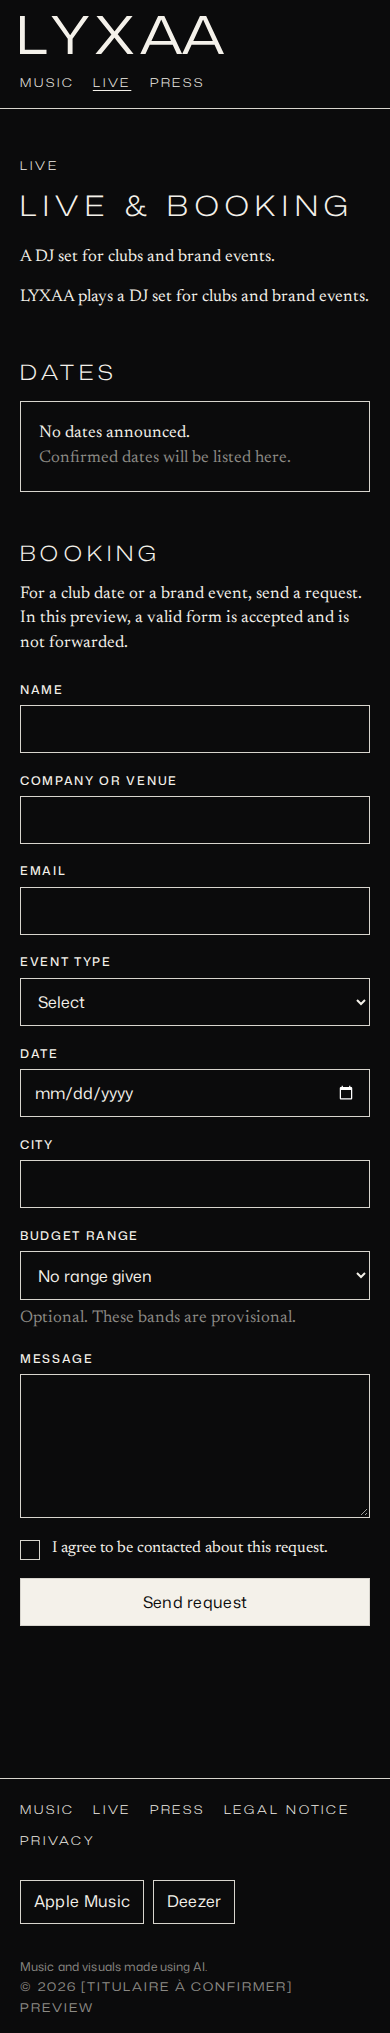 LYXAA
MUSIC LIVE PRESS
LIVE
LIVE & BOOKING
A DJ set for clubs and brand events.
LYXAA plays a DJ set for clubs and brand events.
DATES
No dates announced.
Confirmed dates will be listed here.
BOOKING
For a club date or a brand event, send a request.
In this preview, a valid form is accepted and is
not forwarded.
NAME
COMPANY OR VENUE
EMAIL
EVENT TYPE
Select
DATE
mm/dd/yyyy
CITY
BUDGET RANGE
No range given
Optional. These bands are provisional.
MESSAGE
I agree to be contacted about this request.
Send request
MUSIC LIVE PRESS LEGAL NOTICE
PRIVACY
Apple Music Deezer
Music and visuals made using AI.
© 2026 [TITULAIRE À CONFIRMER]
PREVIEW